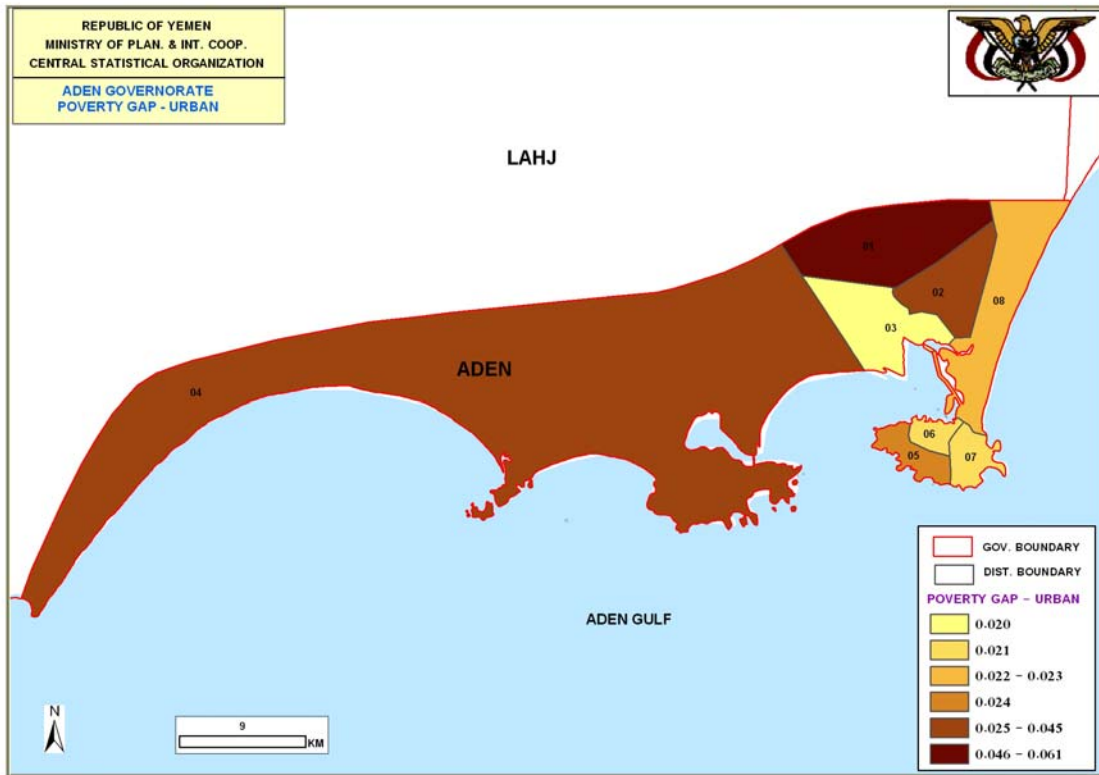 REPUBLIC OF YEMEN
MINISTRY OF PLAN. & INT. COOP.
CENTRAL STATISTICAL ORGANIZATION
ADEN GOVERNORATE
POVERTY GAP - URBAN
LAHJ
01
02
08
03
ADEN
04
06
05
07
ADEN GULF
GOV. BOUNDARY
DIST. BOUNDARY
POVERTY GAP - URBAN
0.020
0.021
0.022 - 0.023
0.024
0.025 - 0.045
0.046 - 0.061
N
9
KM